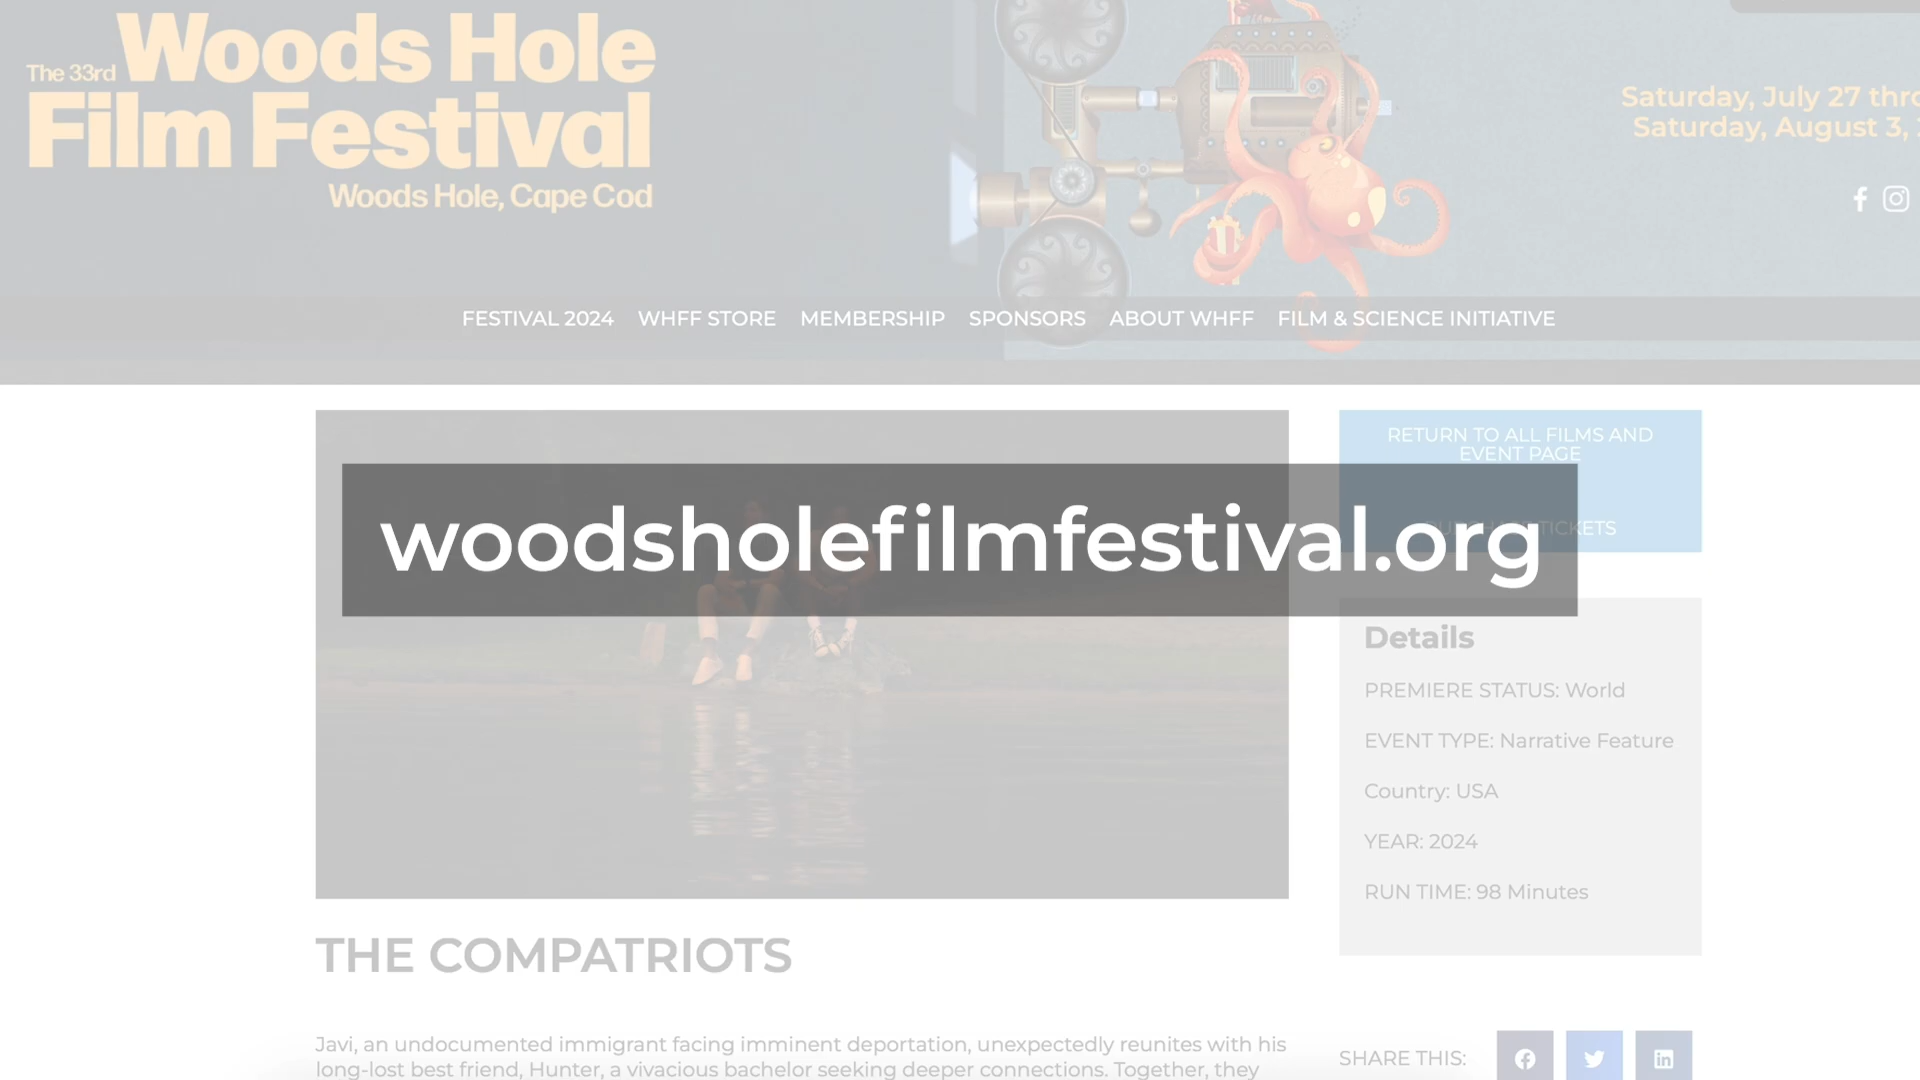 The 33rd Woods Hole
Film Festival
Woods Hole, Cape Cod
Saturday, July 27
Saturday, August 3,
FESTIVAL 2024 WHFF STORE MEMBERSHIP SPONSORS ABOUT WHFF FILM & SCIENCE INITIATIVE
RETURN TO ALL FILMS AND
EVENT PAGE
PURCHASE TICKETS
woodsholefilmfestival.org
Details
PREMIERE STATUS: World
EVENT TYPE: Narrative Feature
Country: USA
YEAR: 2024
RUN TIME: 98 Minutes
THE COMPATRIOTS
Javi, an undocumented immigrant facing imminent deportation, unexpectedly reunites with his
long-lost best friend, Hunter, a vivacious bachelor seeking deeper connections. Together, they
SHARE THIS: